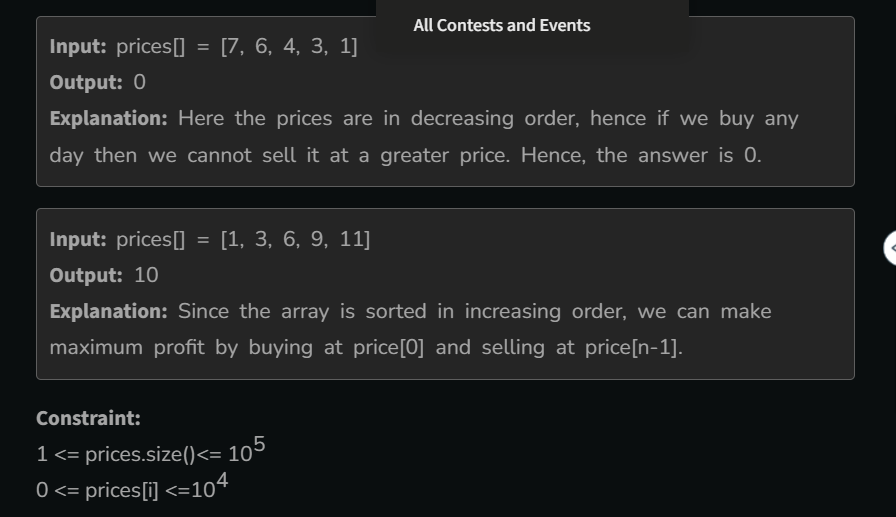 All Contests and Events
Input: prices[] = [7, 6, 4, 3, 1]
Output: 0
Explanation: Here the prices are in decreasing order, hence if we buy any
day then we cannot sell it at a greater price. Hence, the answer is 0.
Input: prices[] = [1, 3, 6, 9, 11]
Output: 10
Explanation: Since the array is sorted in increasing order, we can make
maximum profit by buying at price[0] and selling at price[n-1].
Constraint:
1 <= prices.size()<= 10^5
0 <= prices[i] <=10^4